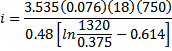 i = 3.535(0.076)(18)(750) / 0.48 [ln 1320/0.375 − 0.614]